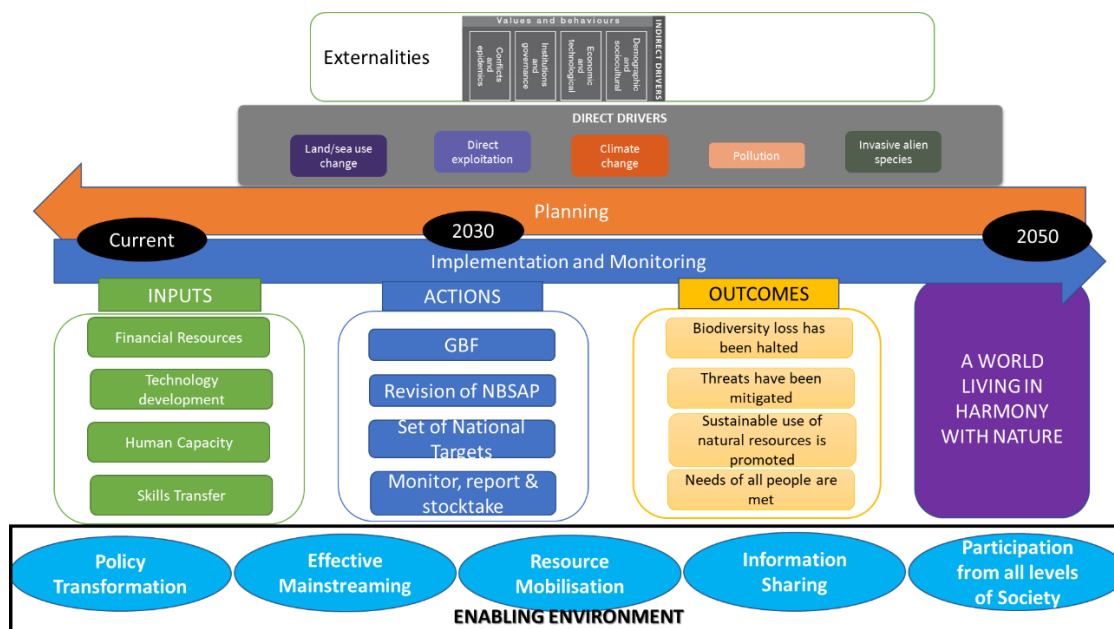 Externalities
Values and behaviours
Conflicts
and
epidemics
Institutions
and
governance
Economic
and
technological
Demographic
and
sociocultural
INDIRECT DRIVERS
DIRECT DRIVERS
Land/sea use
change
Direct
exploitation
Climate
change
Pollution
Invasive alien
species
Planning
Current
2030
2050
Implementation and Monitoring
INPUTS
Financial Resources
Technology
development
Human Capacity
Skills Transfer
ACTIONS
GBF
Revision of NBSAP
Set of National
Targets
Monitor, report &
stocktake
OUTCOMES
Biodiversity loss has
been halted
Threats have been
mitigated
Sustainable use of
natural resources is
promoted
Needs of all people are
met
A WORLD
LIVING IN
HARMONY
WITH NATURE
Policy
Transformation
Effective
Mainstreaming
Resource
Mobilisation
Information
Sharing
Participation
from all levels
of Society
ENABLING ENVIRONMENT